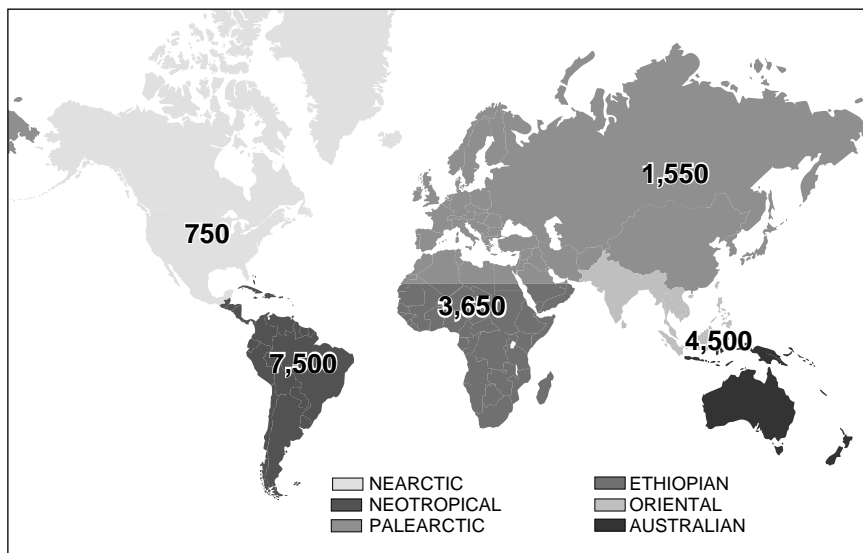 1,550
750
3,650
4,500
7,500
NEARCTIC
NEOTROPICAL
PALEARCTIC
ETHIOPIAN
ORIENTAL
AUSTRALIAN